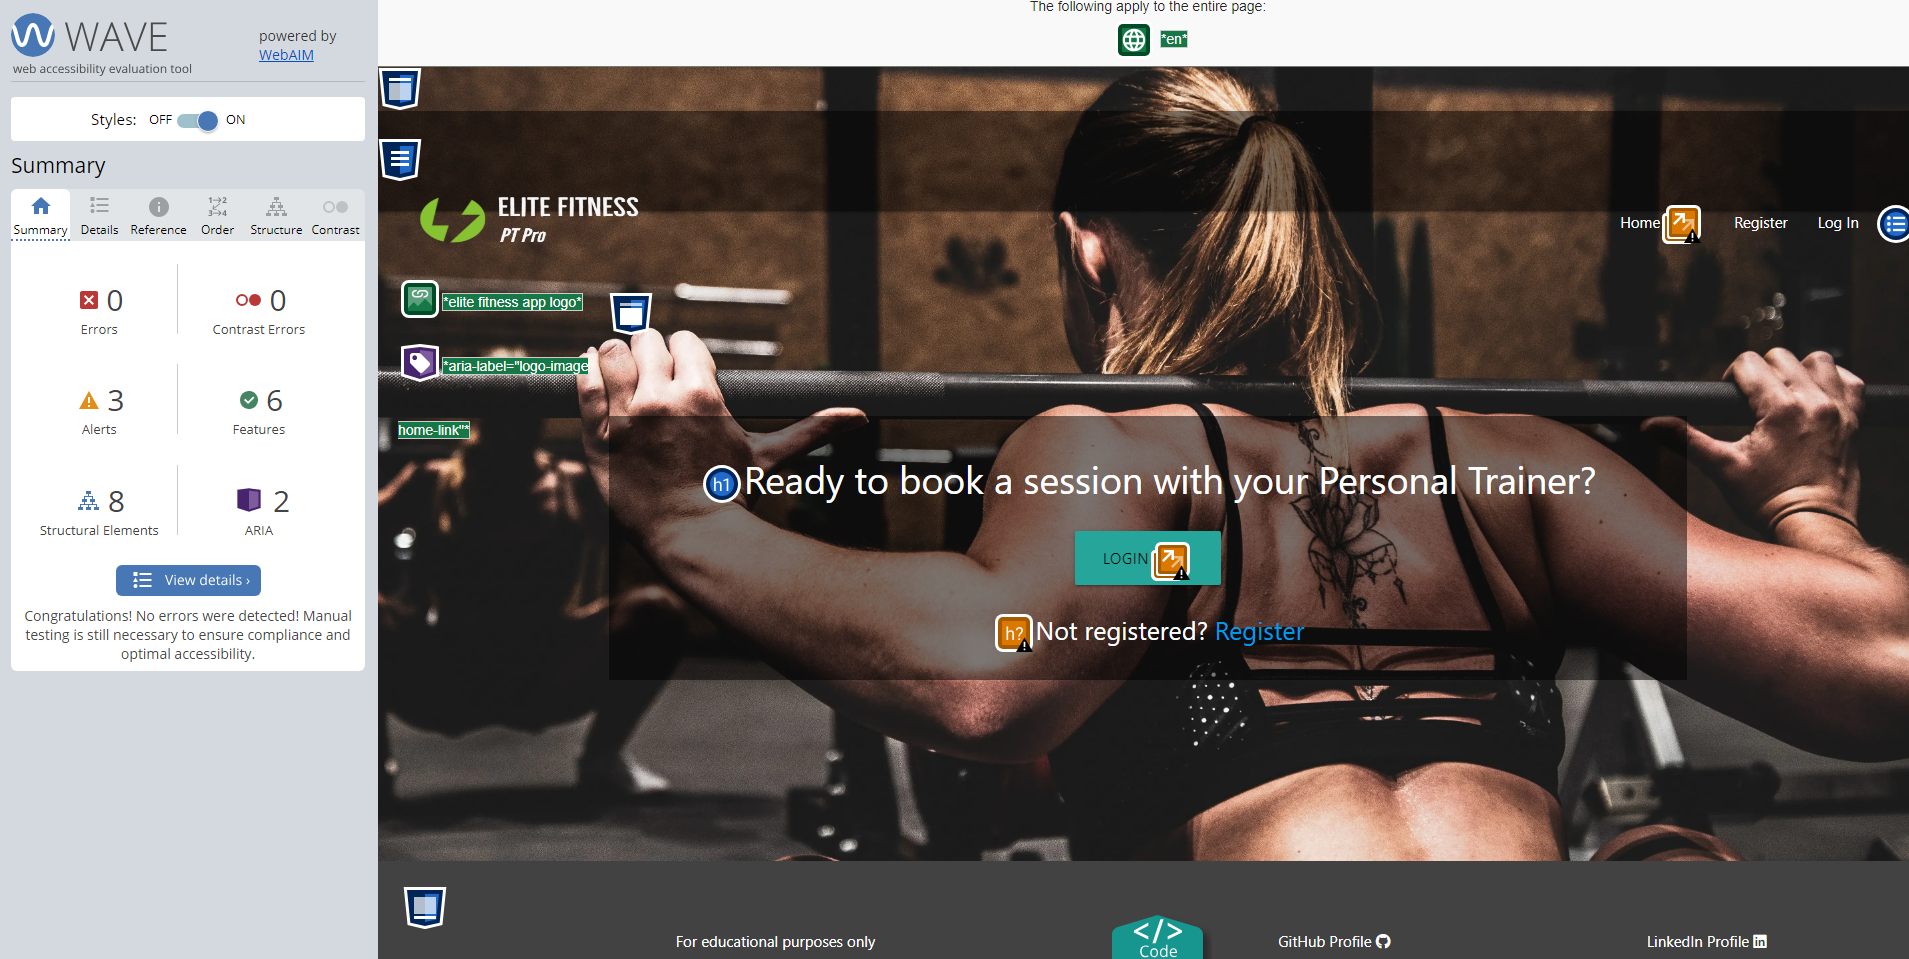 WAVE
powered by
WebAIM
web accessibility evaluation tool
Styles: OFF ON
Summary
Summary Details Reference Order Structure Contrast
0
Errors
0
Contrast Errors
3
Alerts
6
Features
8
Structural Elements
2
ARIA
View details ›
Congratulations! No errors were detected! Manual
testing is still necessary to ensure compliance and
optimal accessibility.
The following apply to the entire page:
*en*
ELITE FITNESS
PT Pro
Home Register Log In
*elite fitness app logo*
*aria-label="logo-image
home-link"*
h1 Ready to book a session with your Personal Trainer?
LOGIN
h? Not registered? Register
For educational purposes only
</>
Code
GitHub Profile
LinkedIn Profile in